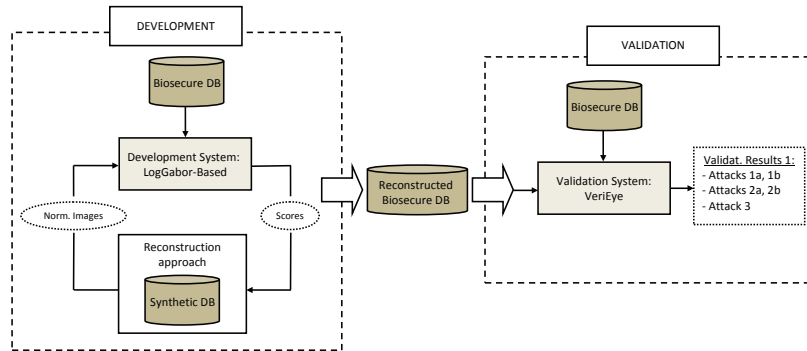 DEVELOPMENT
Biosecure DB
Development System:
LogGabor-Based
Norm. Images
Scores
Reconstruction
approach
Synthetic DB
Reconstructed
Biosecure DB
VALIDATION
Biosecure DB
Validation System:
VeriEye
Validat. Results 1:
- Attacks 1a, 1b
- Attacks 2a, 2b
- Attack 3